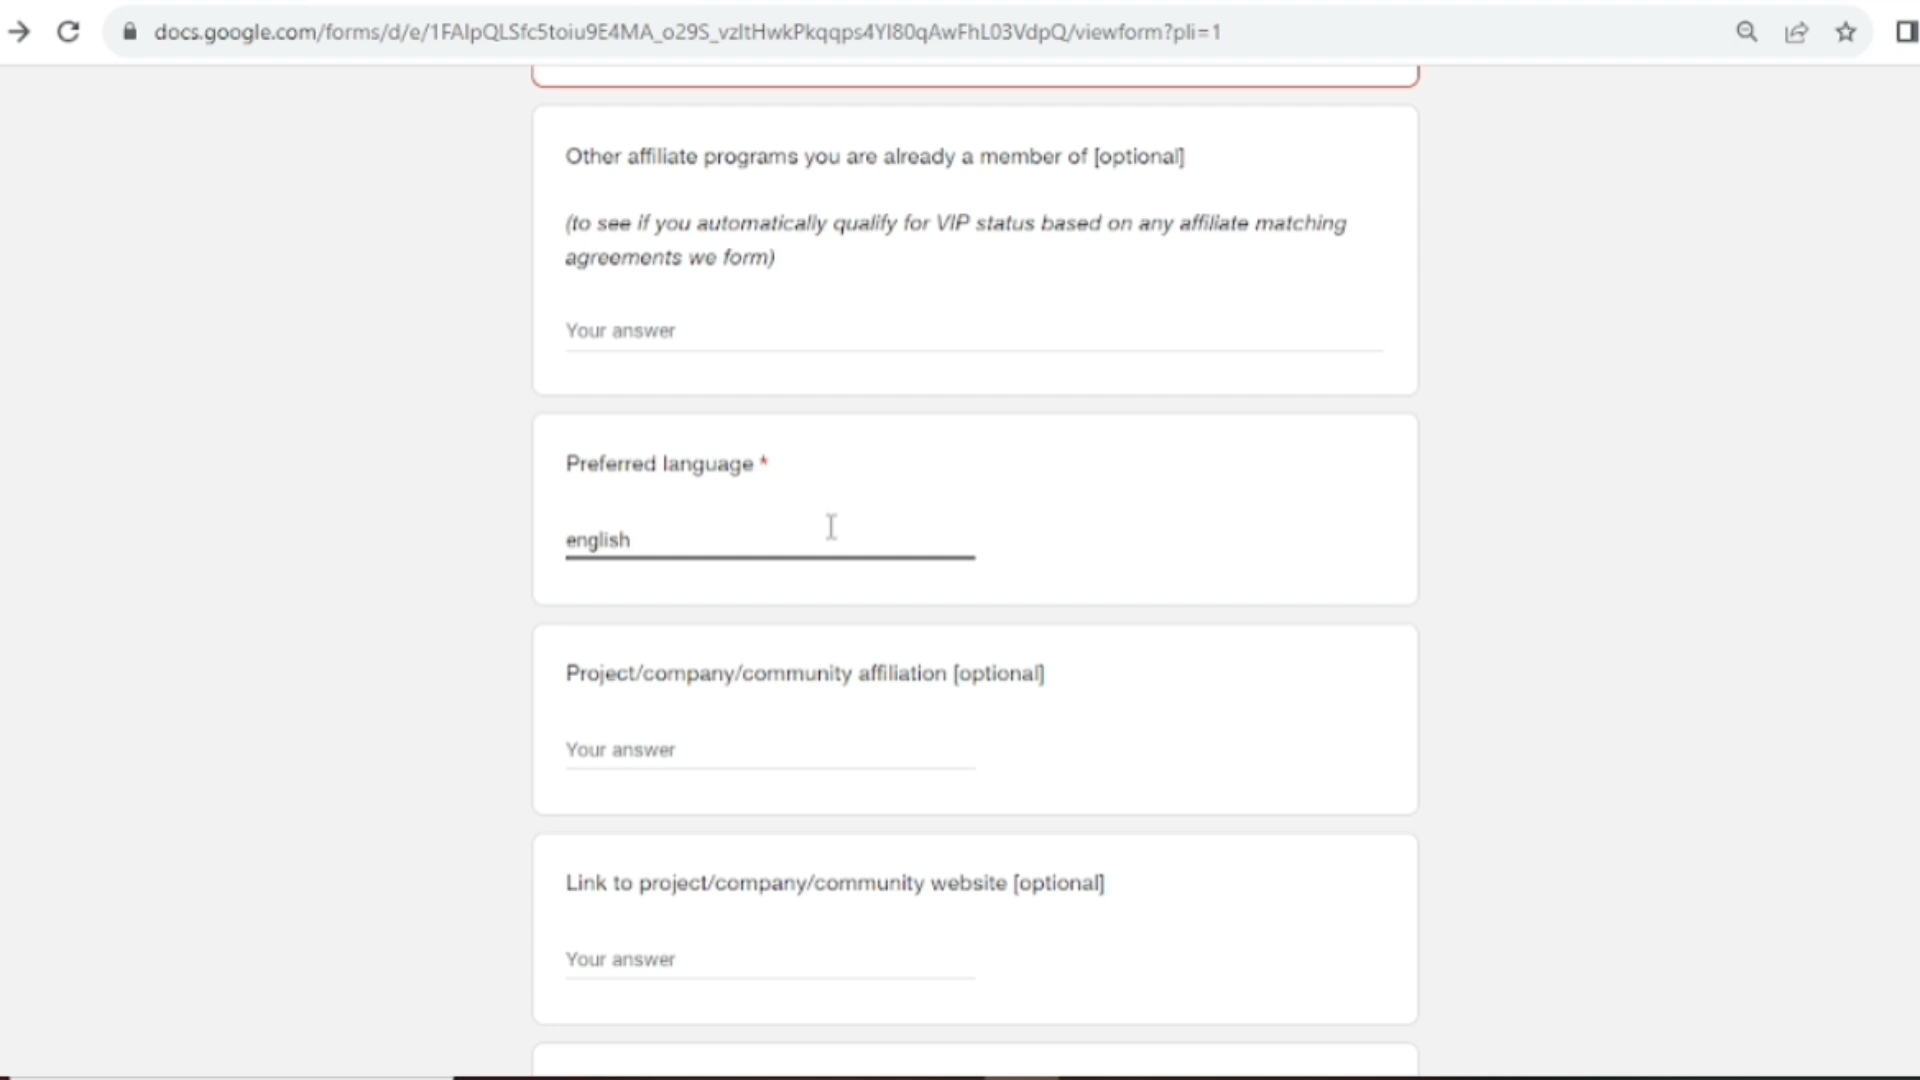 docs.google.com/forms/d/e/1FAIpQLSfc5toiu9E4MA_o29S_vzltHwkPkqqps4Yl80qAwFhL03VdpQ/viewform?pli=1
Other affiliate programs you are already a member of [optional]
(to see if you automatically qualify for VIP status based on any affiliate matching
agreements we form)
Your answer
Preferred language *
english
Project/company/community affiliation [optional]
Your answer
Link to project/company/community website [optional]
Your answer